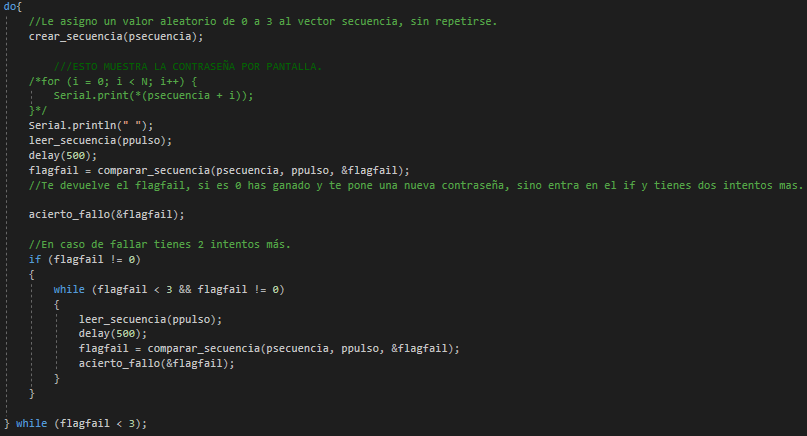 do{
//Le asigno un valor aleatorio de 0 a 3 al vector secuencia, sin repetirse.
crear_secuencia(psecuencia);
///ESTO MUESTRA LA CONTRASEÑA POR PANTALLA.
/*for (i = 0; i < N; i++) {
Serial.print(*(psecuencia + i));
}*/
Serial.println(" ");
leer_secuencia(ppulso);
delay(500);
flagfail = comparar_secuencia(psecuencia, ppulso, &flagfail);
//Te devuelve el flagfail, si es 0 has ganado y te pone una nueva contraseña, sino entra en el if y tienes dos intentos mas.
acierto_fallo(&flagfail);
//En caso de fallar tienes 2 intentos más.
if (flagfail != 0)
{
while (flagfail < 3 && flagfail != 0)
{
leer_secuencia(ppulso);
delay(500);
flagfail = comparar_secuencia(psecuencia, ppulso, &flagfail);
acierto_fallo(&flagfail);
}
}
} while (flagfail < 3);